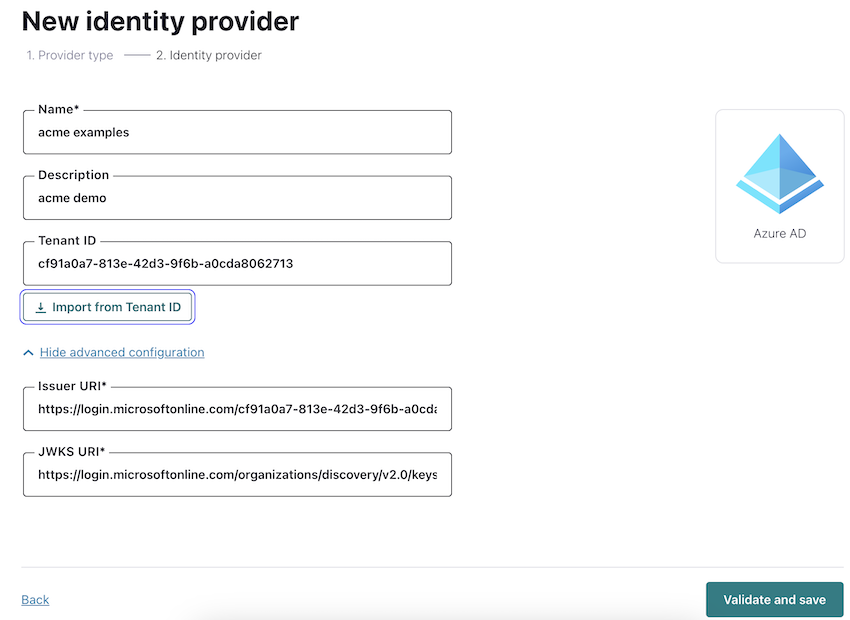 New identity provider
1. Provider type
2. Identity provider
Name*
acme examples
Description
acme demo
Azure AD
Tenant ID
cf91a0a7-813e-42d3-9f6b-a0cda8062713
Import from Tenant ID
Hide advanced configuration
Issuer URI*
https://login.microsoftonline.com/cf91a0a7-813e-42d3-9f6b-a0cda
JWKS URI*
https://login.microsoftonline.com/organizations/discovery/v2.0/keys
Back
Validate and save